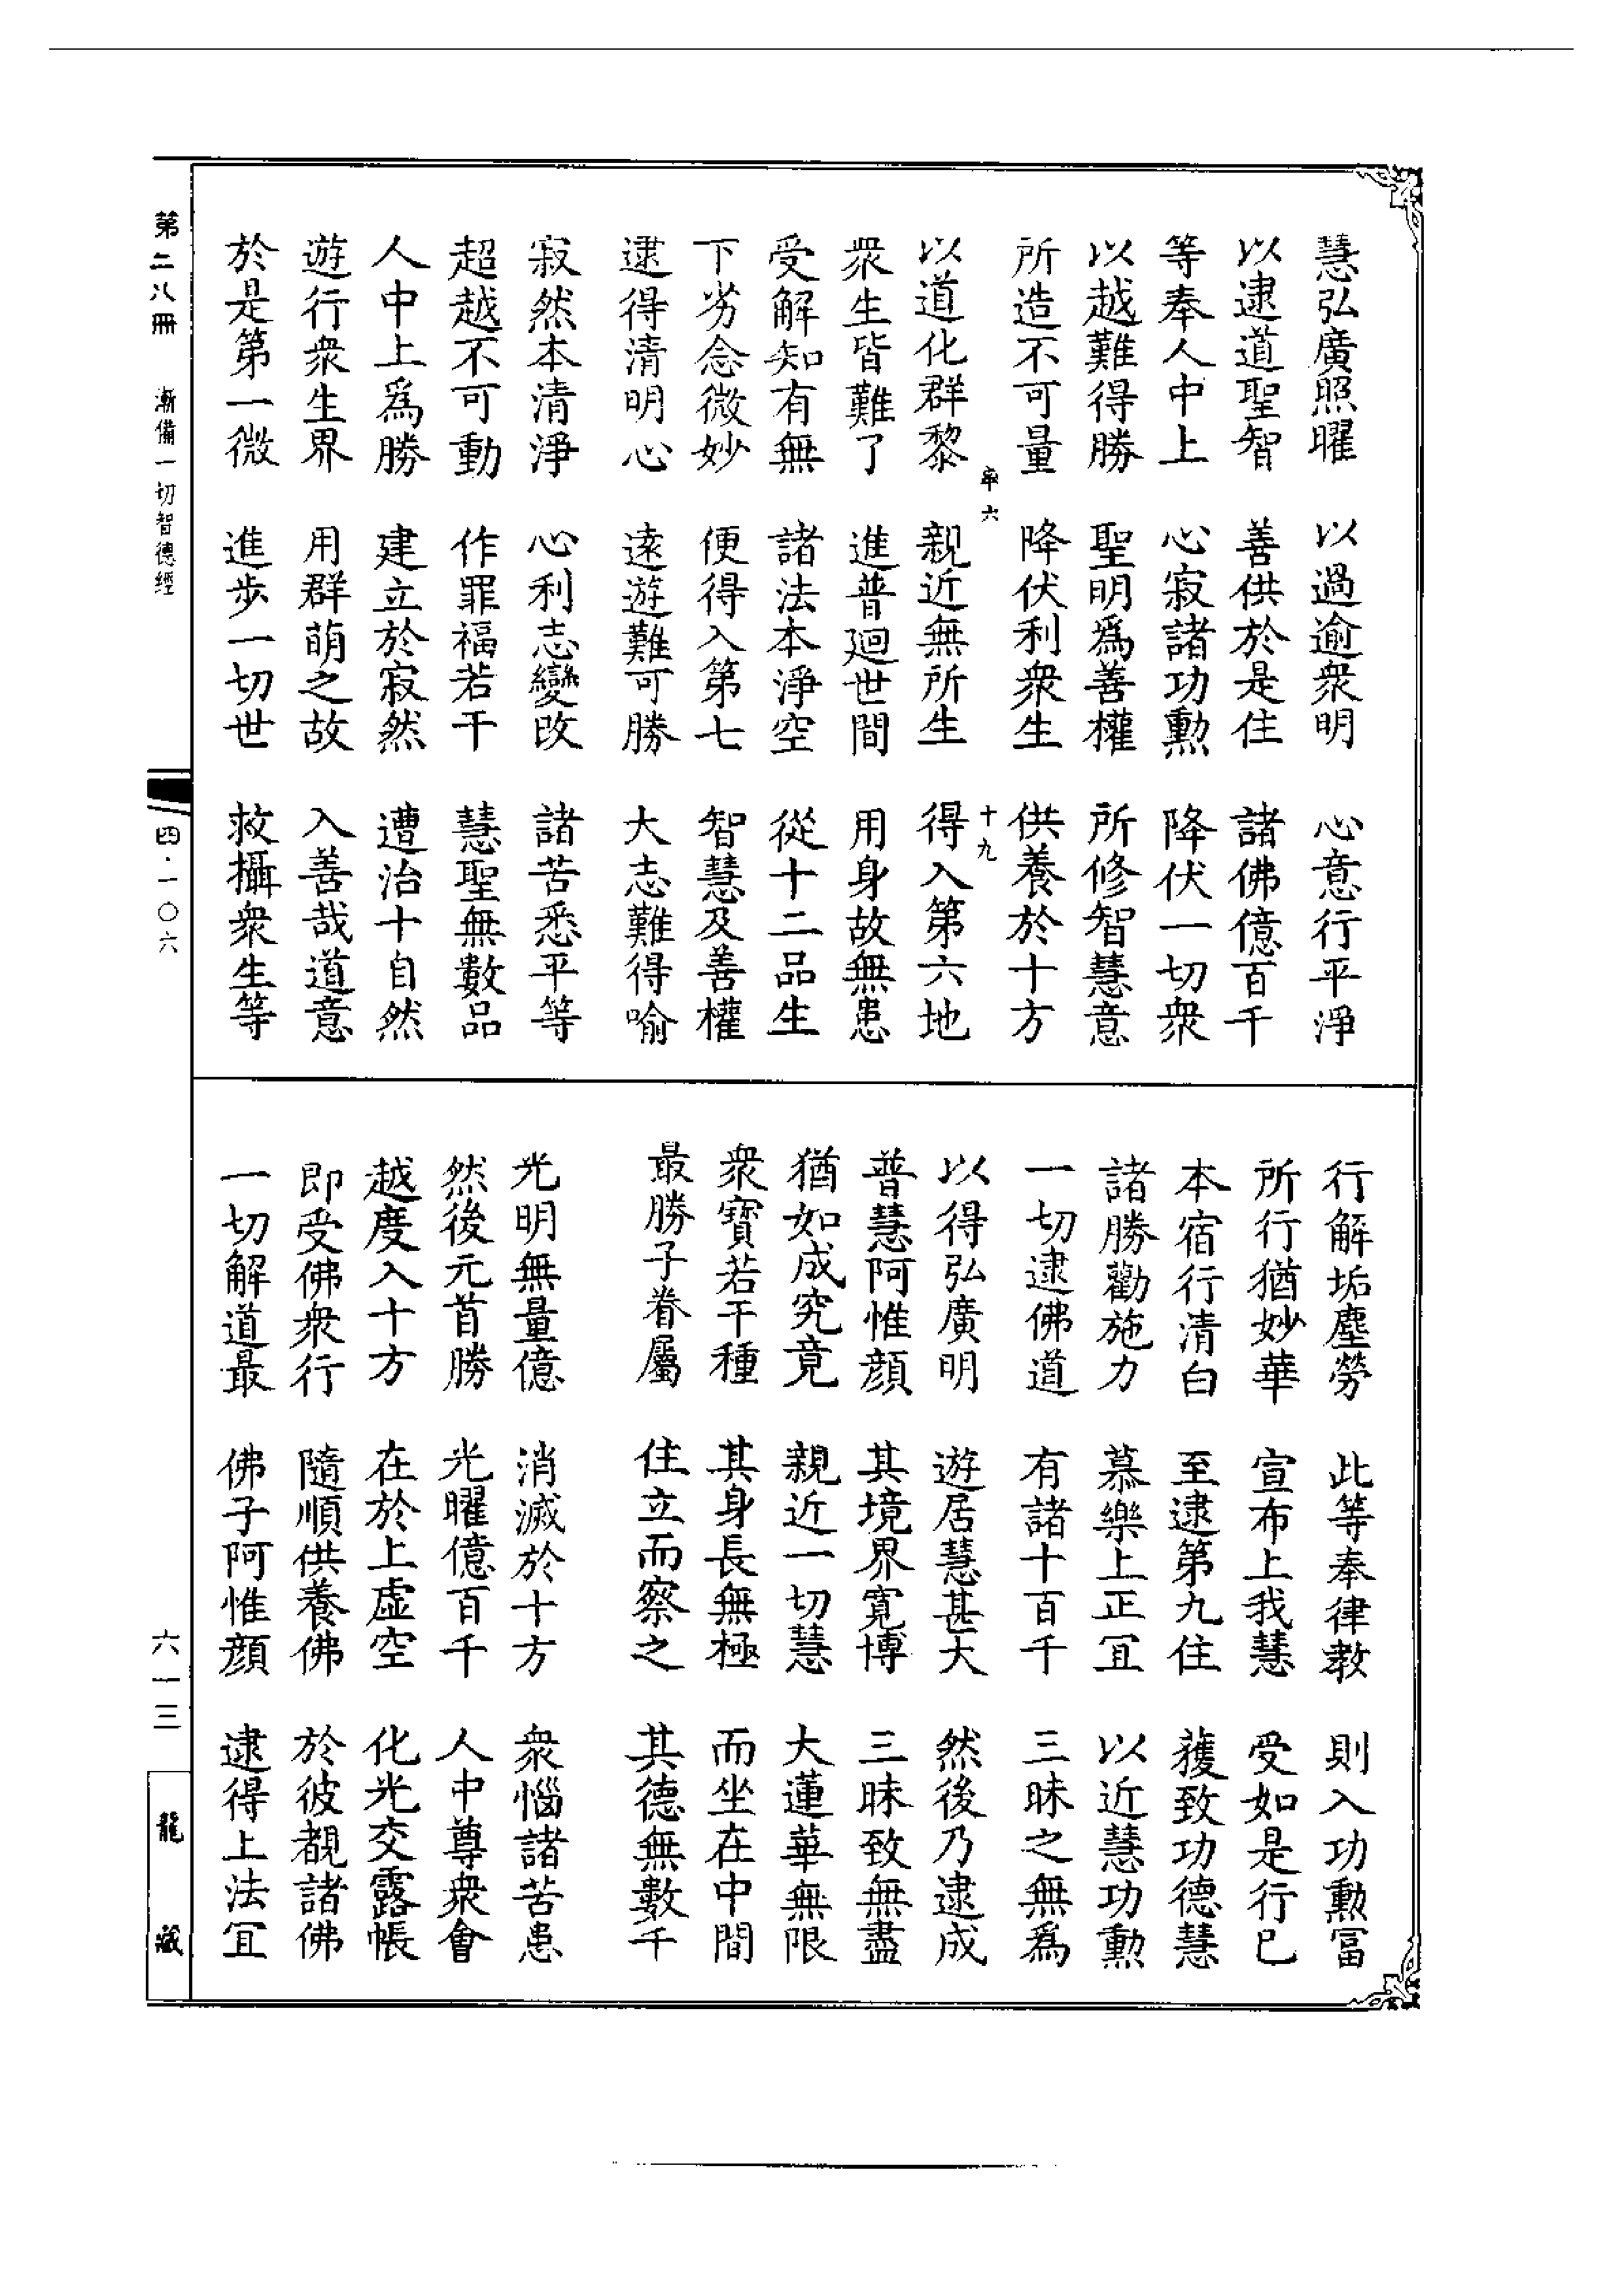 慧弘廣照曜　以過逾衆明　心意行平淨
以逮道聖智　善供於是住　諸佛億百千
等奉人中上　心寂諸功勲　降伏一切衆
以越難得勝　聖明爲善權　所修智慧意
所造不可量　降伏利衆生　供養於十方
率六　十九
以道化群黎　親近無所生　得入第六地
衆生皆難了　進普廻世間　用身故無患
受解知有無　諸法本淨空　從十二品生
下劣念微妙　便得入第七　智慧及善權
逮得清明心　遠遊難可勝　大志難得喻
寂然本清淨　心利志變改　諸苦悉平等
超越不可動　作罪福若干　慧聖無數品
人中上爲勝　建立於寂然　遭治十自然
遊行衆生界　用群萌之故　入善哉道意
於是第一微　進步一切世　救攝衆生等
行解垢塵勞　此等奉律教　則入功勲冨
所行猶妙華　宣布上我慧　受如是行已
本宿行清白　至逮第九住　獲致功德慧
諸勝勸施力　慕樂上正冝　以近慧功勲
一切逮佛道　有諸十百千　三昧之無爲
以得弘廣明　遊居慧甚大　然後乃逮成
普慧阿惟顏　其境界寬博　三昧致無盡
猶如成究竟　親近一切慧　大蓮華無限
衆寶若干種　其身長無極　而坐在中間
最勝子眷屬　住立而察之　其德無數千
光明無量億　消滅於十方　衆惱諸苦患
然後元首勝　光曜億百千　人中尊衆會
越度入十方　在於上虛空　化光交露帳
即受佛衆行　隨順供養佛　於彼覩諸佛
一切解道最　佛子阿惟顏　逮得上法冝
第二八冊　漸備一切智德經
四·一〇六
六一三
龍藏